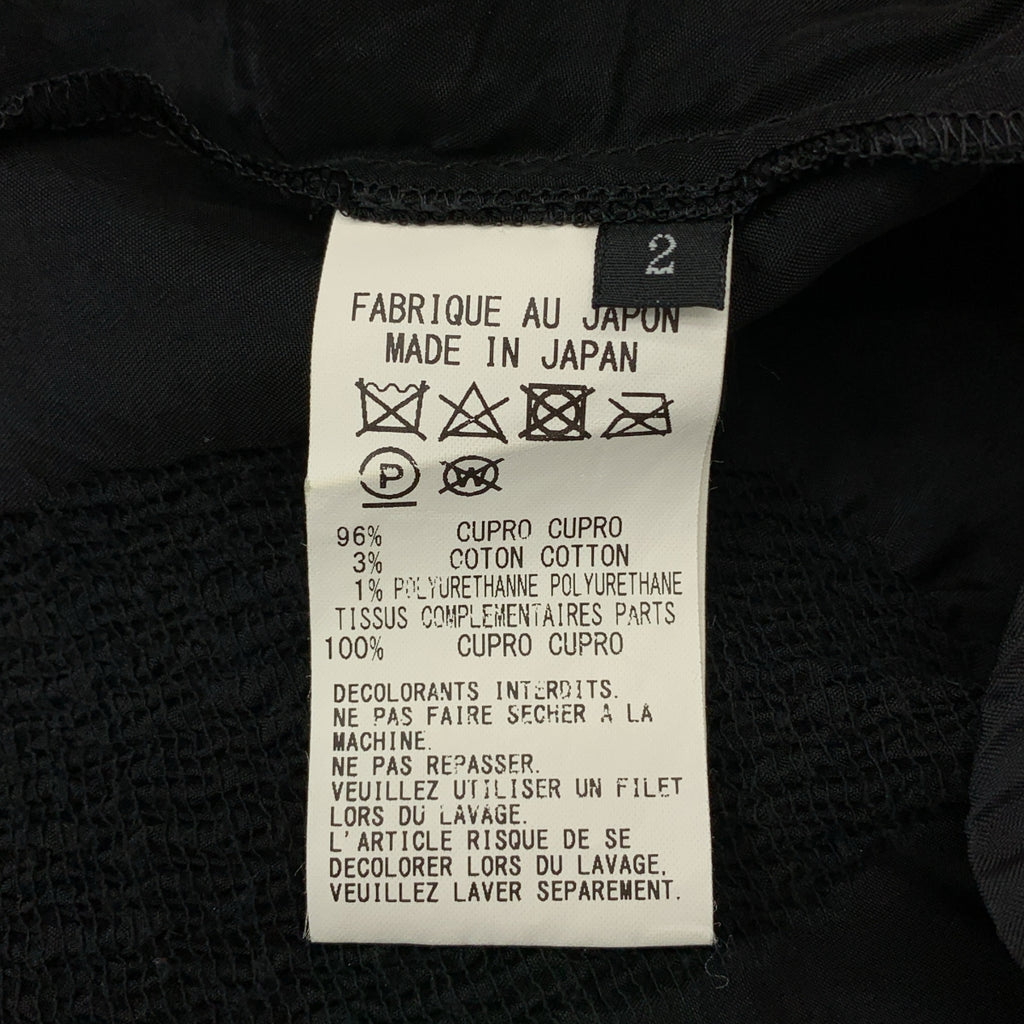 2
FABRIQUE AU JAPON
MADE IN JAPAN
P W
96% CUPRO CUPRO
3% COTON COTTON
1% POLYURETHANNE POLYURETHANE
TISSUS COMPLEMENTAIRES PARTS
100% CUPRO CUPRO
DECOLORANTS INTERDITS.
NE PAS FAIRE SECHER A LA
MACHINE.
NE PAS REPASSER.
VEUILLEZ UTILISER UN FILET
LORS DU LAVAGE.
L'ARTICLE RISQUE DE SE
DECOLORER LORS DU LAVAGE.
VEUILLEZ LAVER SEPAREMENT.